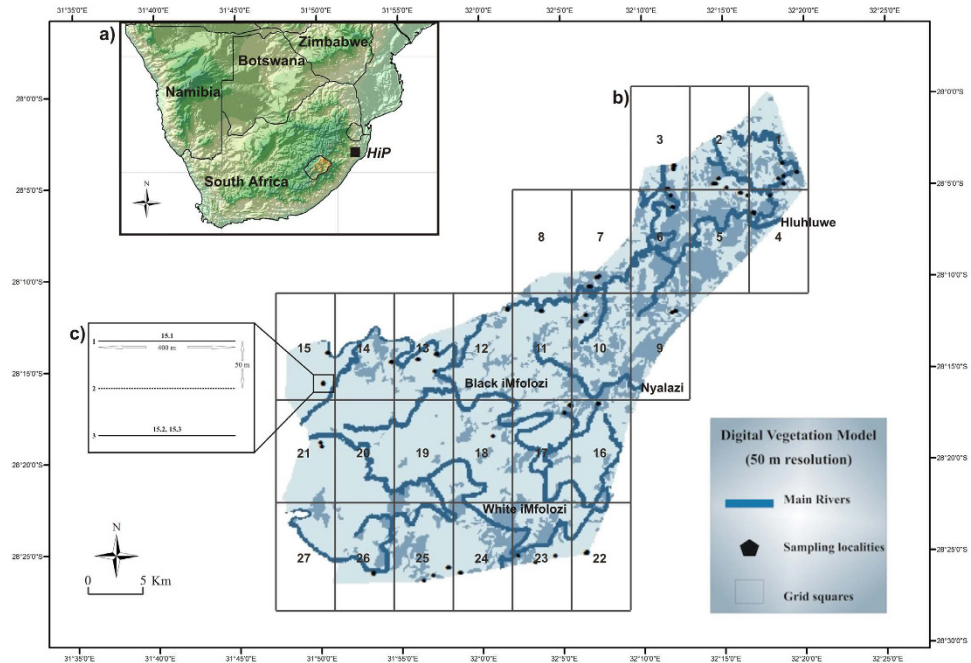 31°35'0"E 31°40'0"E 31°45'0"E 31°50'0"E 31°55'0"E 32°0'0"E 32°5'0"E 32°10'0"E 32°15'0"E 32°20'0"E 32°25'0"E
a)
Zimbabwe
Botswana
Namibia
HiP
South Africa
N
b)
28°0'0"S
28°5'0"S
28°10'0"S
28°15'0"S
28°20'0"S
28°25'0"S
28°0'0"S
28°5'0"S
28°10'0"S
28°15'0"S
28°20'0"S
28°25'0"S
28°30'0"S
3 2 1
Hluhluwe
8 7 6 5 4
c)
15.1
1
400 m
50 m
2
15.2, 15.3
3
15 14 13 12 11 10 9
Black iMfolozi
Nyalazi
21 20 19 18 17 16
White iMfolozi
27 26 25 24 23 22
N
0 5 Km
Digital Vegetation Model
(50 m resolution)
Main Rivers
Sampling localities
Grid squares
31°35'0"E 31°40'0"E 31°45'0"E 31°50'0"E 31°55'0"E 32°0'0"E 32°5'0"E 32°10'0"E 32°15'0"E 32°20'0"E 32°25'0"E